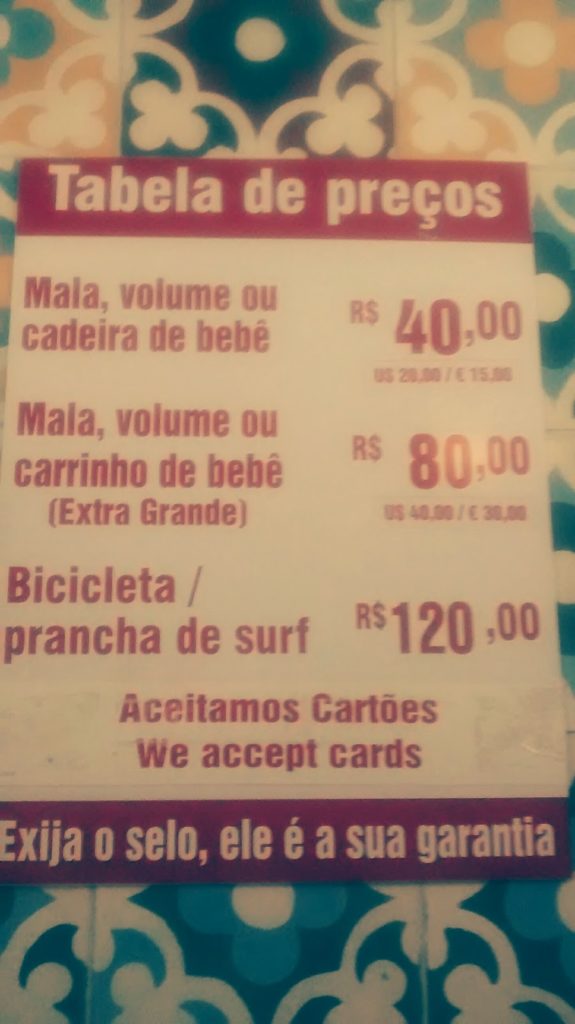 Tabela de preços
Mala, volume ou
cadeira de bebê
R$ 40,00
US 20,00 / € 15,00
Mala, volume ou
carrinho de bebê
(Extra Grande)
R$ 80,00
US 40,00 / € 30,00
Bicicleta /
prancha de surf
R$ 120,00
Aceitamos Cartões
We accept cards
Exija o selo, ele é a sua garantia